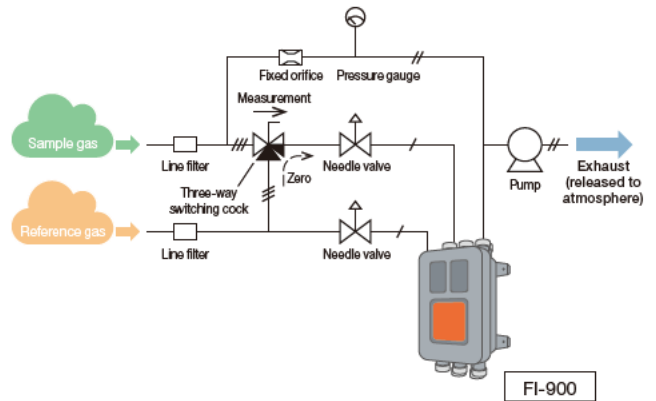 Fixed orifice
Pressure gauge
Measurement
Sample gas
Line filter
Three-way
switching cock
Zero
Needle valve
Pump
Exhaust
(released to
atmosphere)
Reference gas
Line filter
Needle valve
FI-900